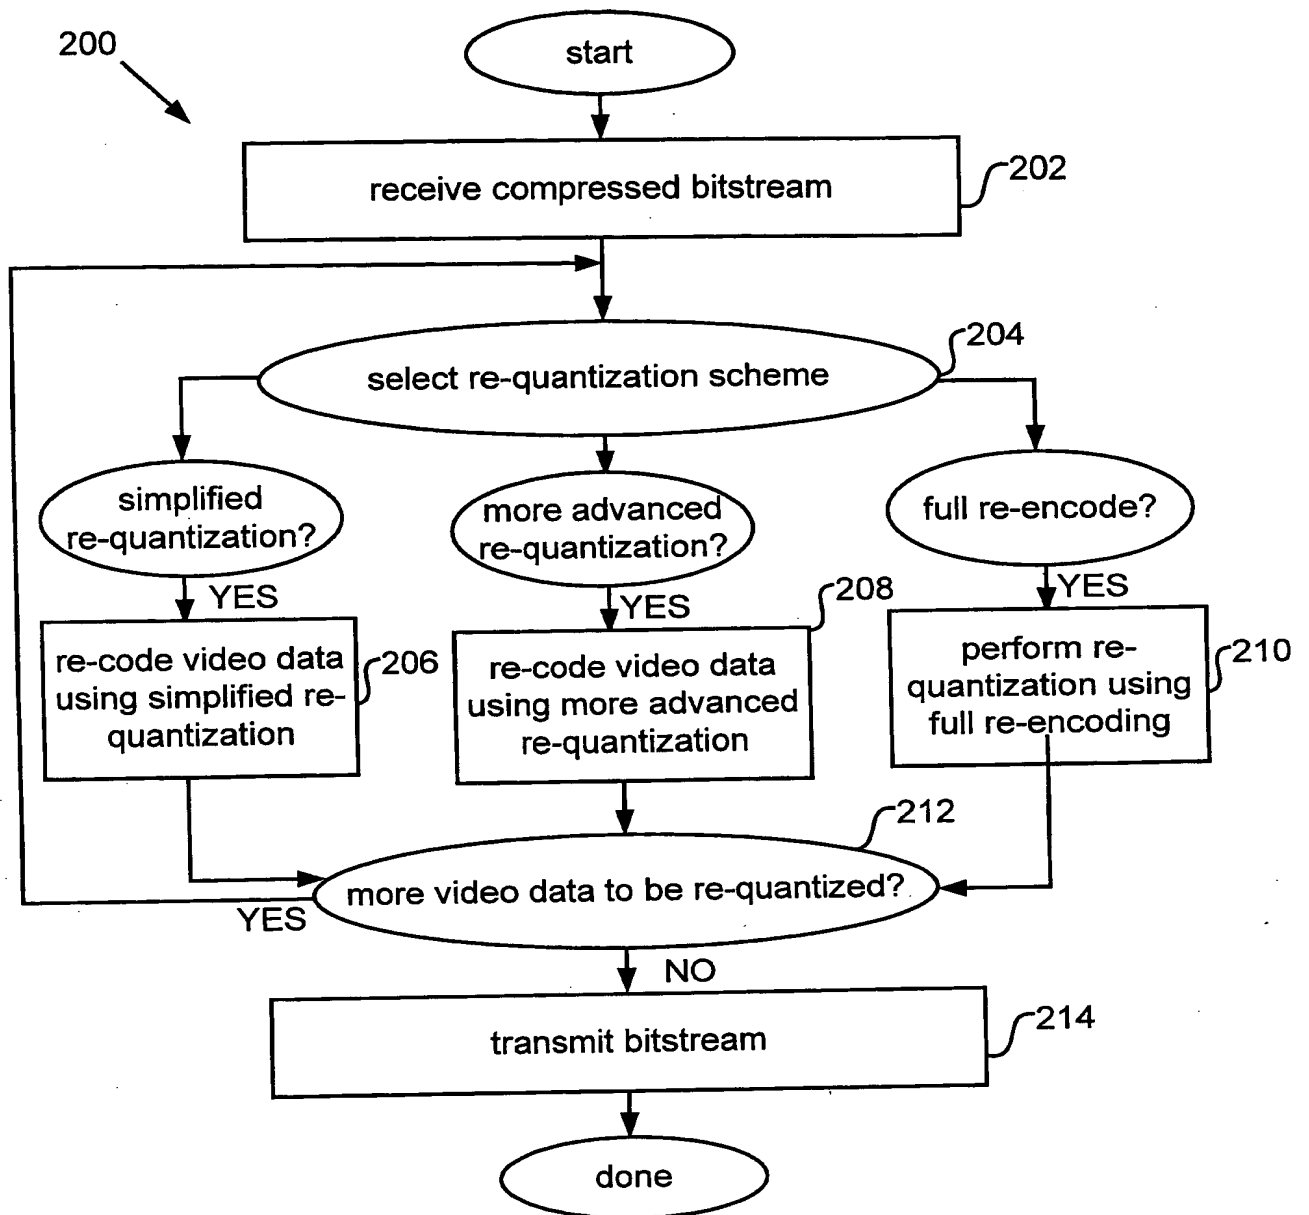 200
start
receive compressed bitstream
202
select re-quantization scheme
204
simplified
re-quantization?
more advanced
re-quantization?
full re-encode?
YES
YES
YES
re-code video data
using simplified re-
quantization
206
re-code video data
using more advanced
re-quantization
208
perform re-
quantization using
full re-encoding
210
more video data to be re-quantized?
212
YES
NO
transmit bitstream
214
done